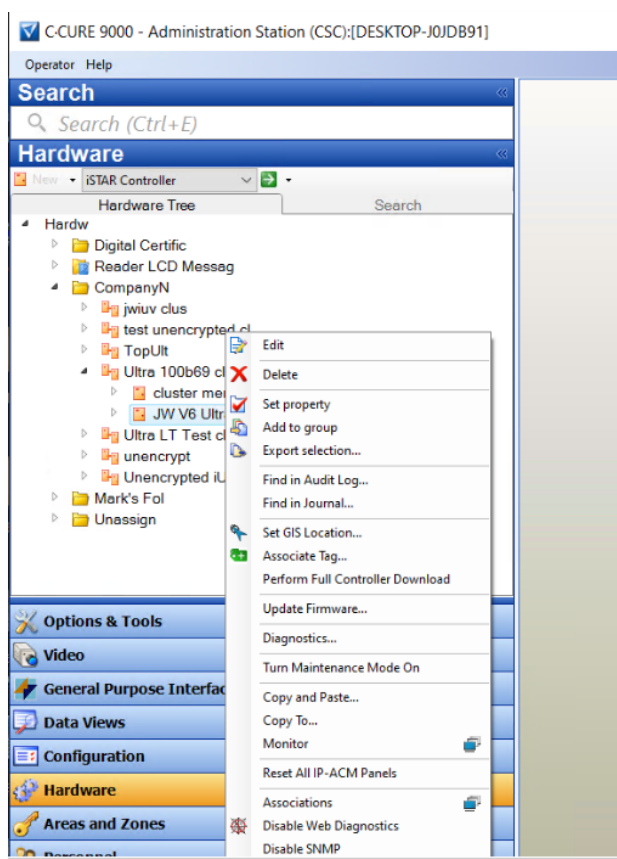 C•CURE 9000 - Administration Station (CSC):[DESKTOP-J0JDB91]
Operator Help
Search
Search (Ctrl+E)
Hardware
New iSTAR Controller
Hardware Tree Search
Hardw
Digital Certific
Reader LCD Messag
CompanyN
jwiuv clus
test unencrypted cl
TopUlt
Ultra 100b69 cl
cluster me
JW V6 Ultr
Ultra LT Test cl
unencrypt
Unencrypted iU
Mark's Fol
Unassign
Edit
Delete
Set property
Add to group
Export selection...
Find in Audit Log...
Find in Journal...
Set GIS Location...
Associate Tag...
Perform Full Controller Download
Update Firmware...
Diagnostics...
Turn Maintenance Mode On
Copy and Paste...
Copy To...
Monitor
Reset All IP-ACM Panels
Associations
Disable Web Diagnostics
Disable SNMP
Options & Tools
Video
General Purpose Interfac
Data Views
Configuration
Hardware
Areas and Zones
Personnel